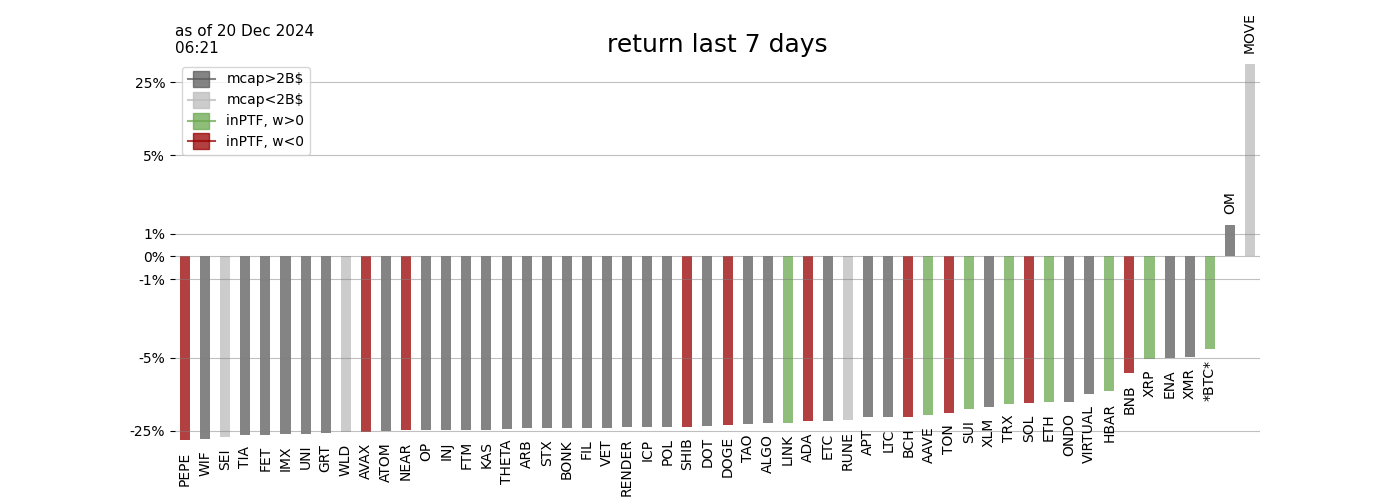 as of 20 Dec 2024
06:21
return last 7 days
mcap>2B$
mcap<2B$
inPTF, w>0
inPTF, w<0
25%
5%
1%
0%
-1%
-5%
-25%
PEPE
WIF
SEI
TIA
FET
IMX
UNI
GRT
WLD
AVAX
ATOM
NEAR
OP
INJ
FTM
KAS
THETA
ARB
STX
BONK
FIL
VET
RENDER
ICP
POL
SHIB
DOT
DOGE
TAO
ALGO
LINK
ADA
ETC
RUNE
APT
LTC
BCH
AAVE
TON
SUI
XLM
TRX
SOL
ETH
ONDO
VIRTUAL
HBAR
BNB
XRP
ENA
XMR
*BTC*
OM
MOVE